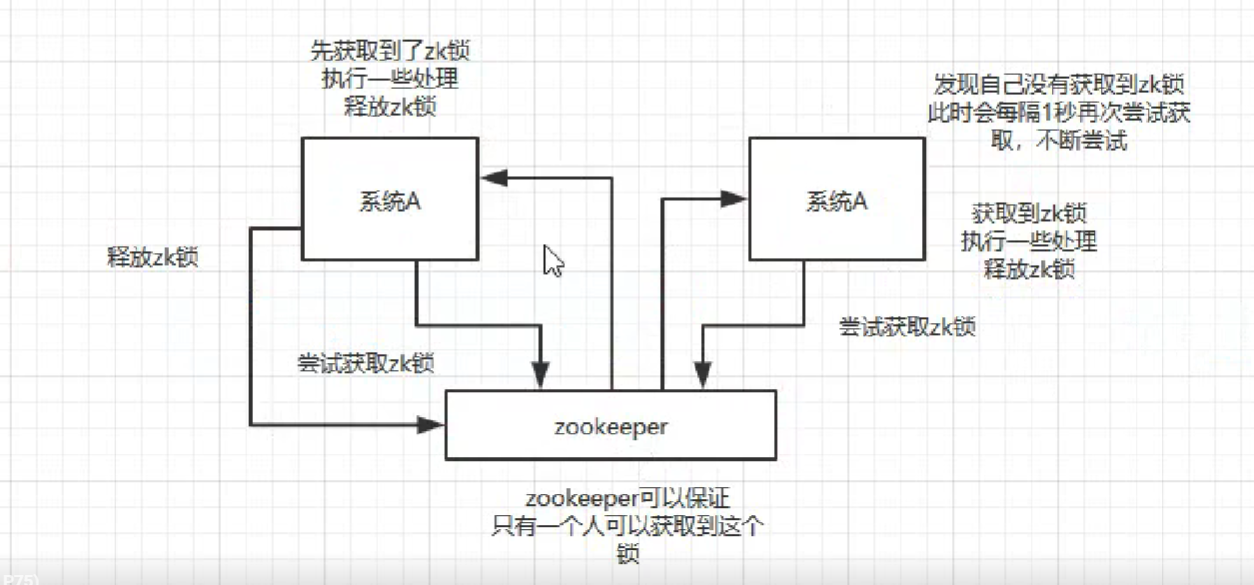 先获取到了zk锁
执行一些处理
释放zk锁
发现自己没有获取到zk锁
此时会每隔1秒再次尝试获
取，不断尝试
系统A
系统A
获取到zk锁
执行一些处理
释放zk锁
释放zk锁
尝试获取zk锁
尝试获取zk锁
zookeeper
zookeeper可以保证
只有一个人可以获取到这个
锁
P75)